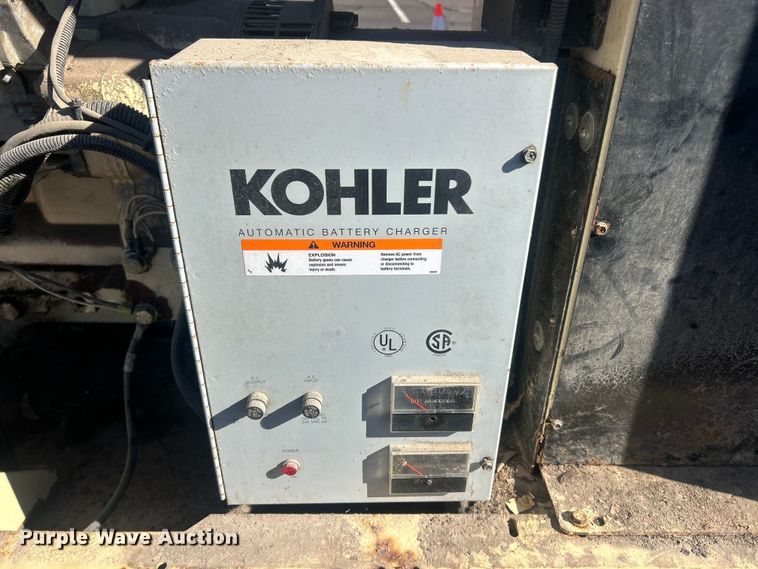 KOHLER
AUTOMATIC BATTERY CHARGER
WARNING
EXPLOSION
Battery gases can cause
explosion and severe
injury or death.
Remove AC power from
charger before connecting
or disconnecting to
battery terminals.
UL
SA
D.C.
OUTPUT
A.C.
INPUT
D.C. AMPERES
POWER
Purple Wave Auction